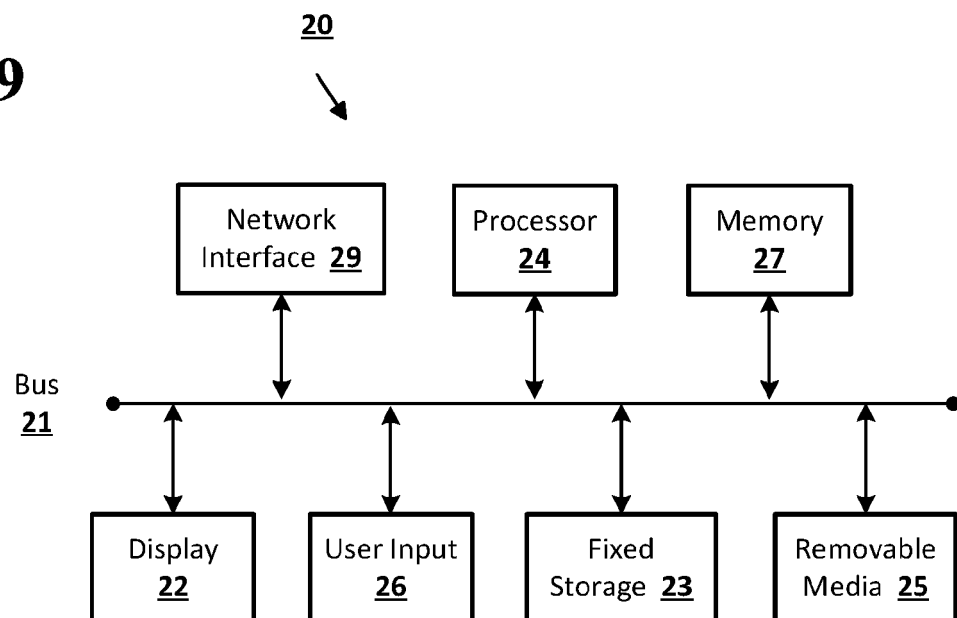 20
9
Network
Interface 29
Processor
24
Memory
27
Bus
21
Display
22
User Input
26
Fixed
Storage 23
Removable
Media 25